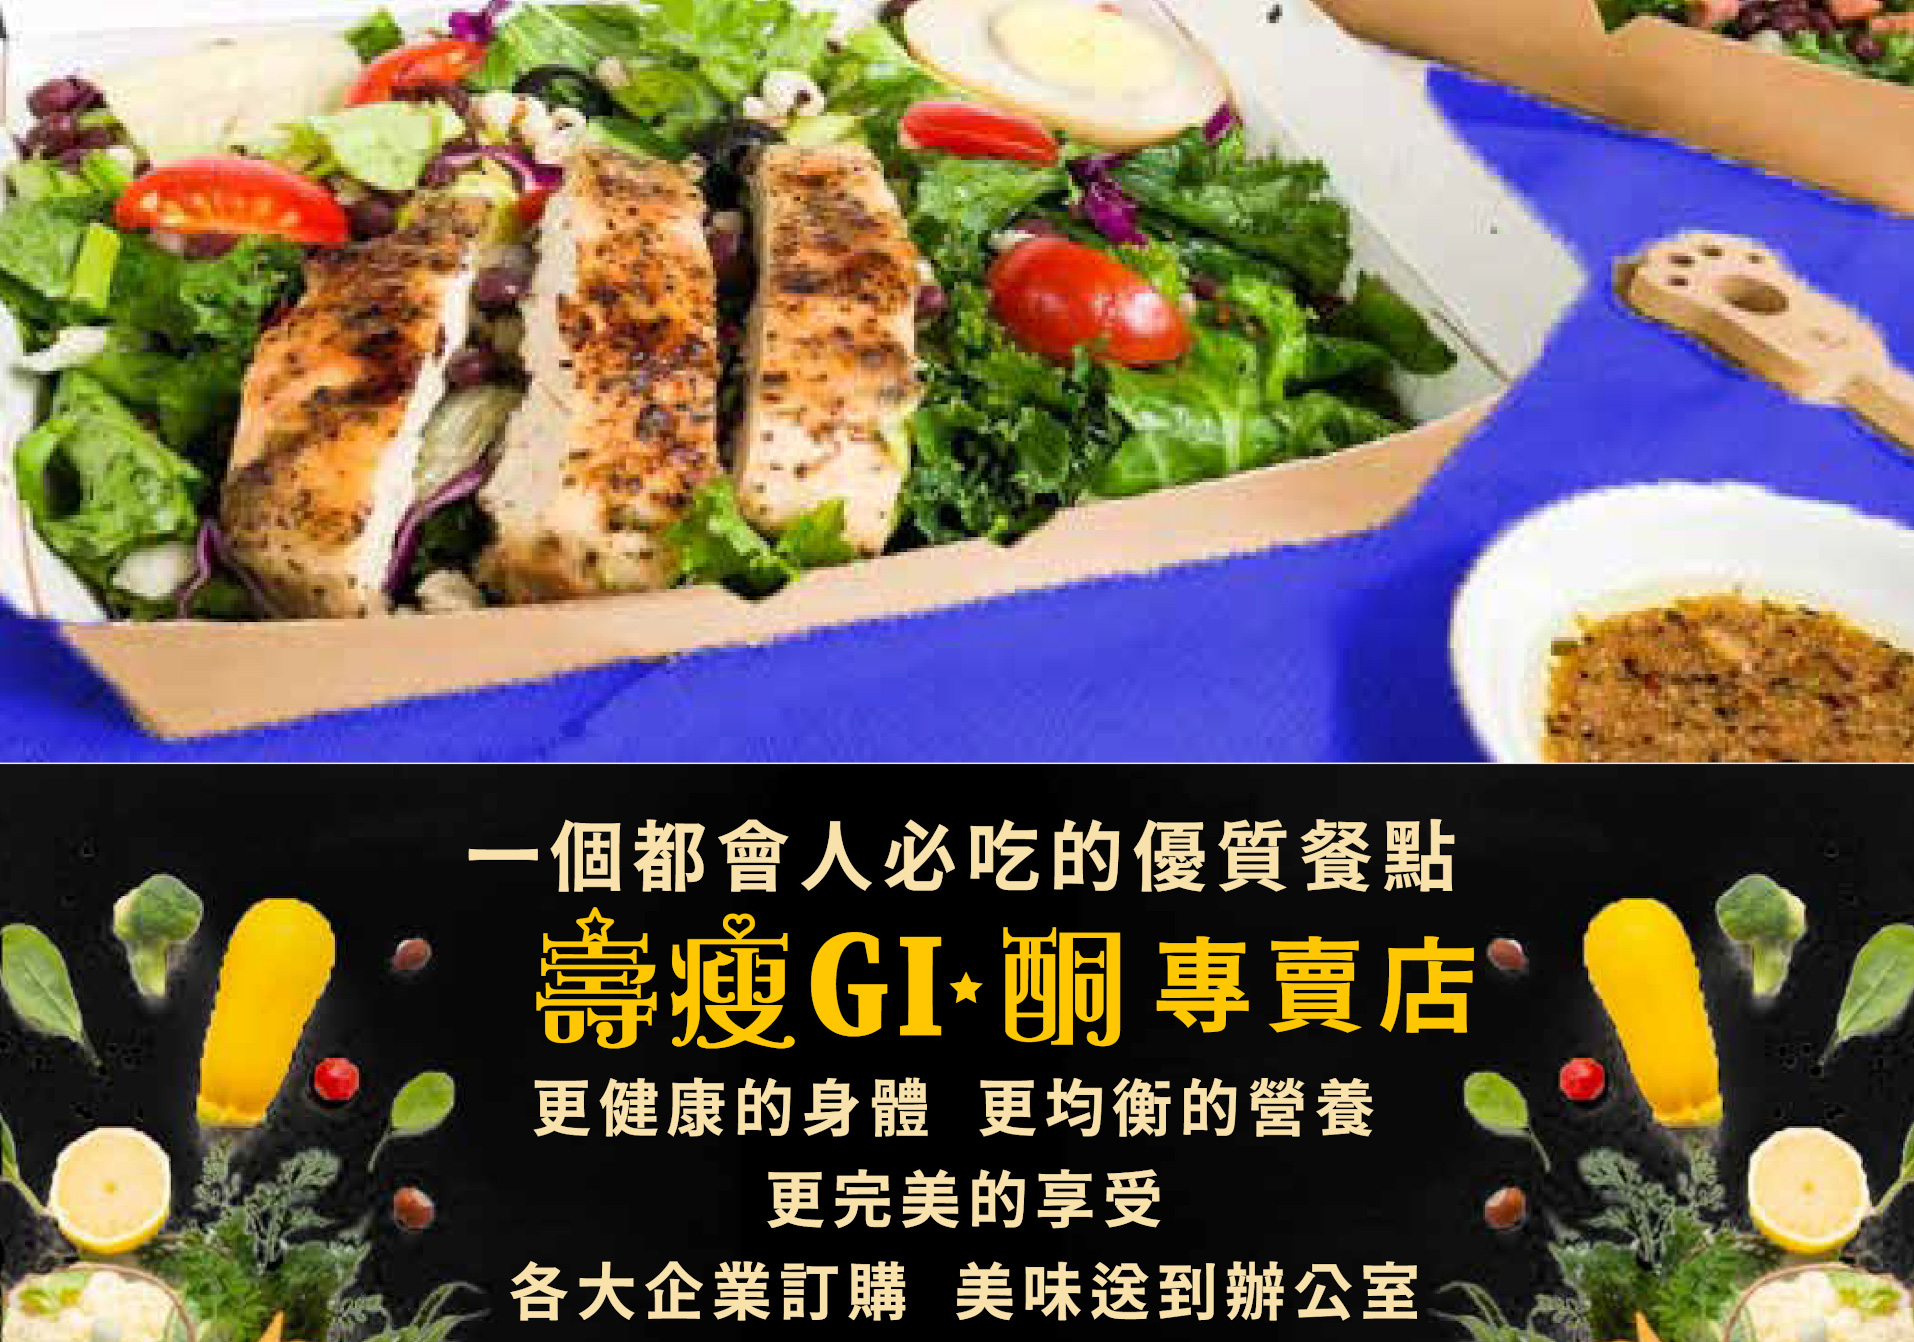 一個都會人必吃的優質餐點
壽瘦GI★酮專賣店
更健康的身體 更均衡的營養
更完美的享受
各大企業訂購 美味送到辦公室